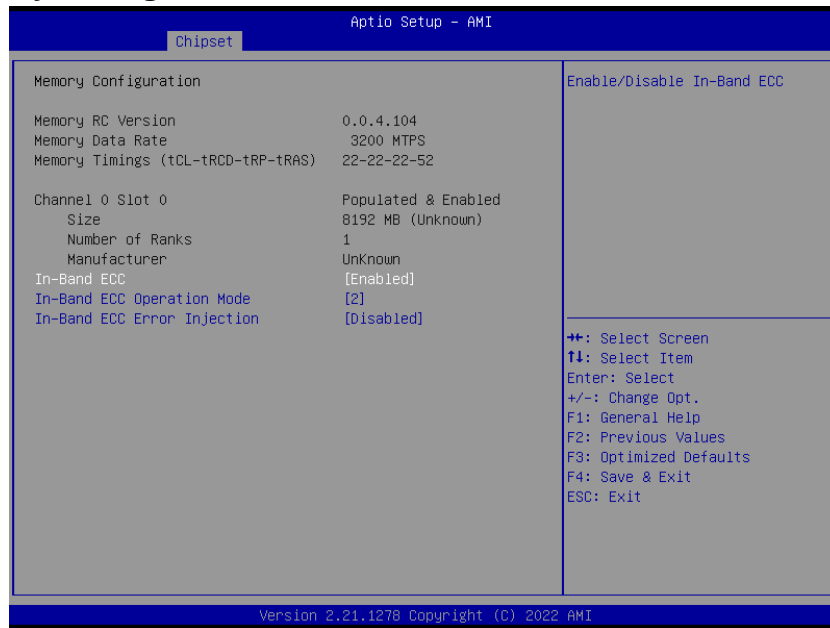 Aptio Setup – AMI
Chipset
Memory Configuration
Memory RC Version 0.0.4.104
Memory Data Rate 3200 MTPS
Memory Timings (tCL-tRCD-tRP-tRAS) 22-22-22-52
Channel 0 Slot 0 Populated & Enabled
Size 8192 MB (Unknown)
Number of Ranks 1
Manufacturer UnKnown
In-Band ECC [Enabled]
In-Band ECC Operation Mode [2]
In-Band ECC Error Injection [Disabled]
Enable/Disable In-Band ECC
→←: Select Screen
↑↓: Select Item
Enter: Select
+/-: Change Opt.
F1: General Help
F2: Previous Values
F3: Optimized Defaults
F4: Save & Exit
ESC: Exit
Version 2.21.1278 Copyright (C) 2022 AMI